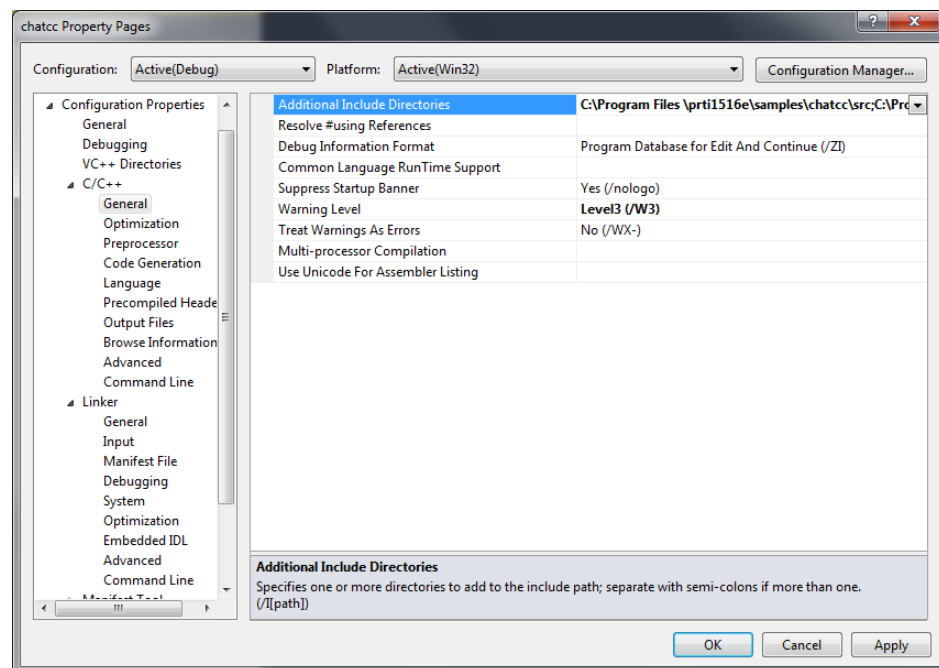 chatcc Property Pages
Configuration: Active(Debug) Platform: Active(Win32) Configuration Manager...
Configuration Properties
General
Debugging
VC++ Directories
C/C++
General
Optimization
Preprocessor
Code Generation
Language
Precompiled Heade
Output Files
Browse Information
Advanced
Command Line
Linker
General
Input
Manifest File
Debugging
System
Optimization
Embedded IDL
Advanced
Command Line
Manifest Tool
Additional Include Directories C:\Program Files \prti1516e\samples\chatcc\src;C:\Prc
Resolve #using References
Debug Information Format Program Database for Edit And Continue (/ZI)
Common Language RunTime Support
Suppress Startup Banner Yes (/nologo)
Warning Level Level3 (/W3)
Treat Warnings As Errors No (/WX-)
Multi-processor Compilation
Use Unicode For Assembler Listing
Additional Include Directories
Specifies one or more directories to add to the include path; separate with semi-colons if more than one.
(/I[path])
OK Cancel Apply